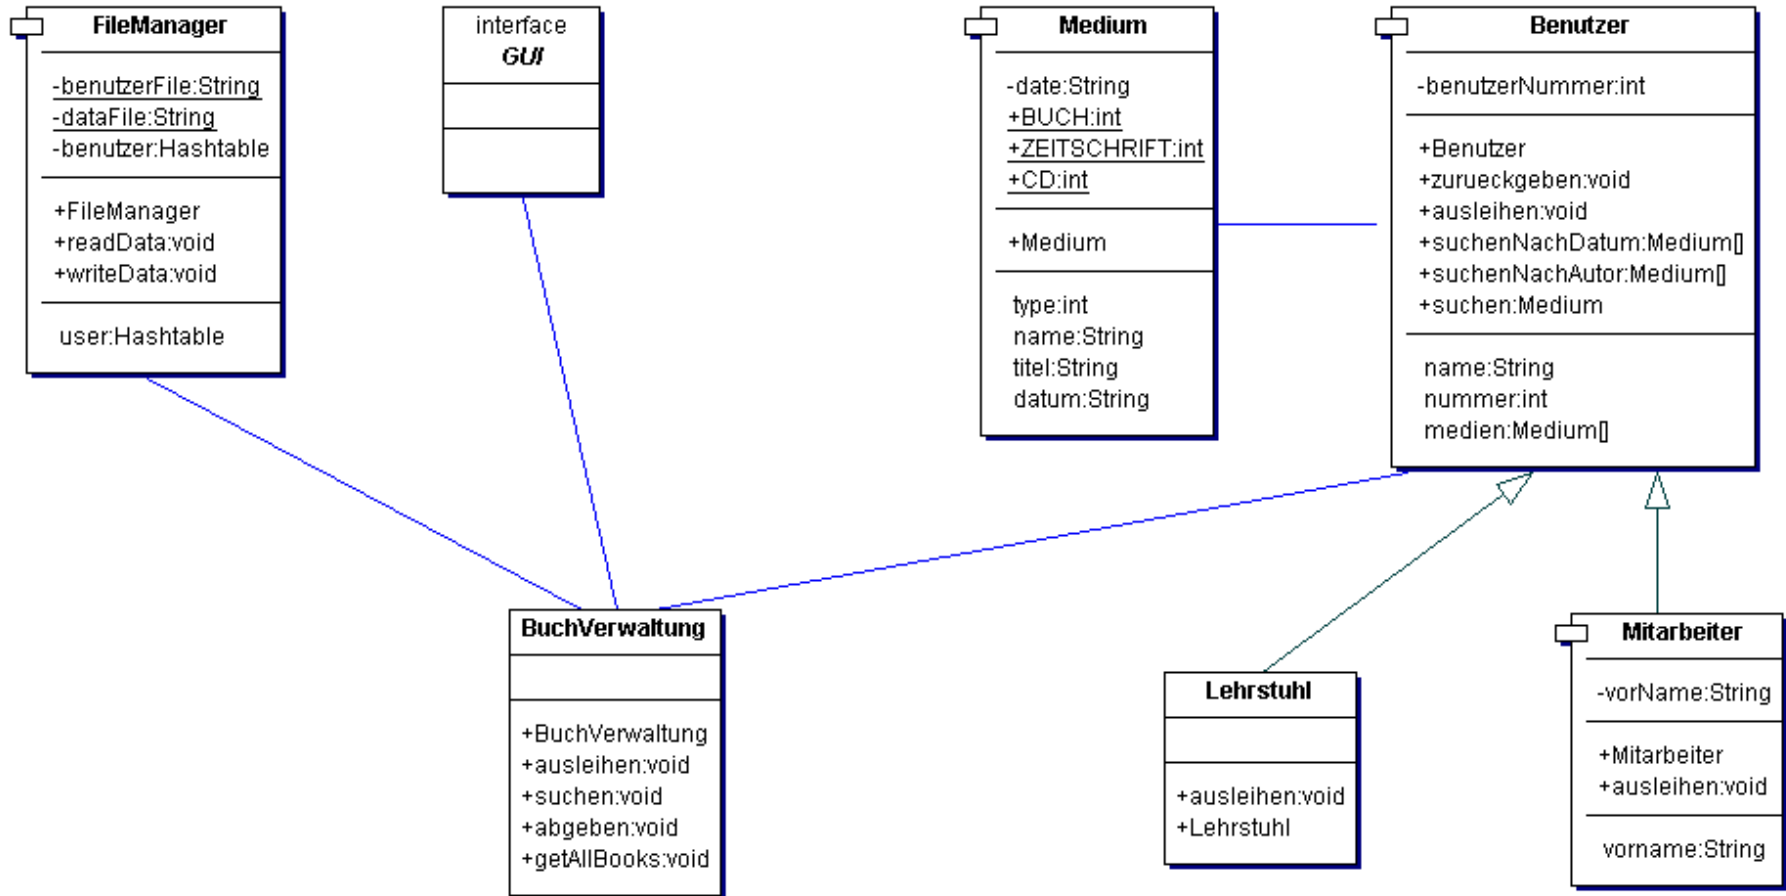 FileManager
-benutzerFile:String
-dataFile:String
-benutzer:Hashtable
+FileManager
+readData:void
+writeData:void
user:Hashtable
interface
GUI
Medium
-date:String
+BUCH:int
+ZEITSCHRIFT:int
+CD:int
+Medium
type:int
name:String
titel:String
datum:String
Benutzer
-benutzerNummer:int
+Benutzer
+zurueckgeben:void
+ausleihen:void
+suchenNachDatum:Medium[]
+suchenNachAutor:Medium[]
+suchen:Medium
name:String
nummer:int
medien:Medium[]
BuchVerwaltung
+BuchVerwaltung
+ausleihen:void
+suchen:void
+abgeben:void
+getAllBooks:void
Lehrstuhl
+ausleihen:void
+Lehrstuhl
Mitarbeiter
-vorName:String
+Mitarbeiter
+ausleihen:void
vorname:String